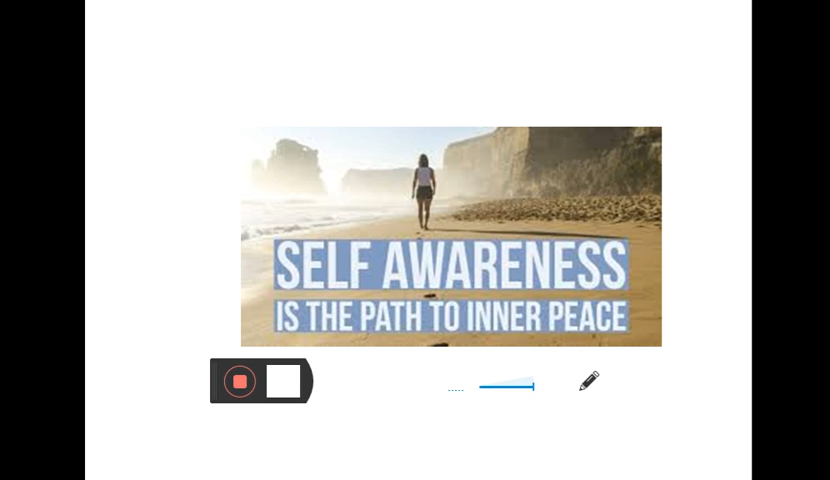 SELF AWARENESS
IS THE PATH TO INNER PEACE